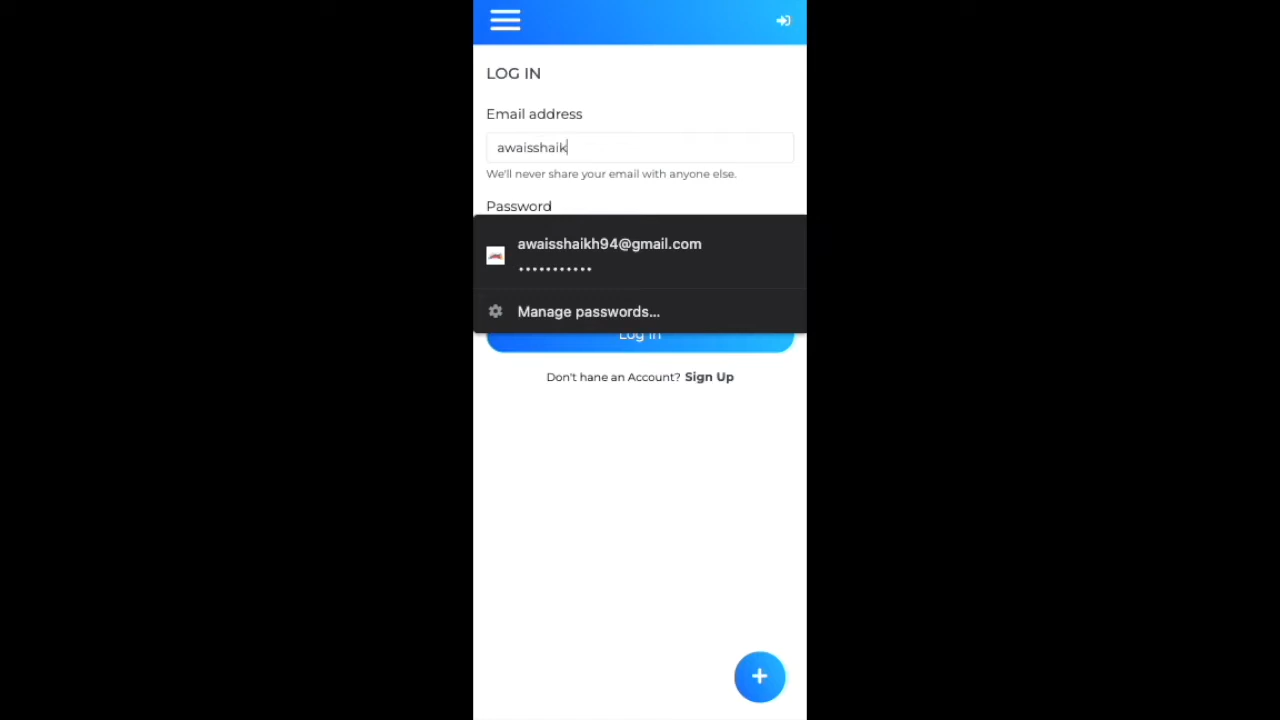 LOG IN
Email address
awaisshaik
We'll never share your email with anyone else.
Password
awaisshaikh94@gmail.com
•••••••••••
Manage passwords...
Log in
Don't hane an Account? Sign Up
+